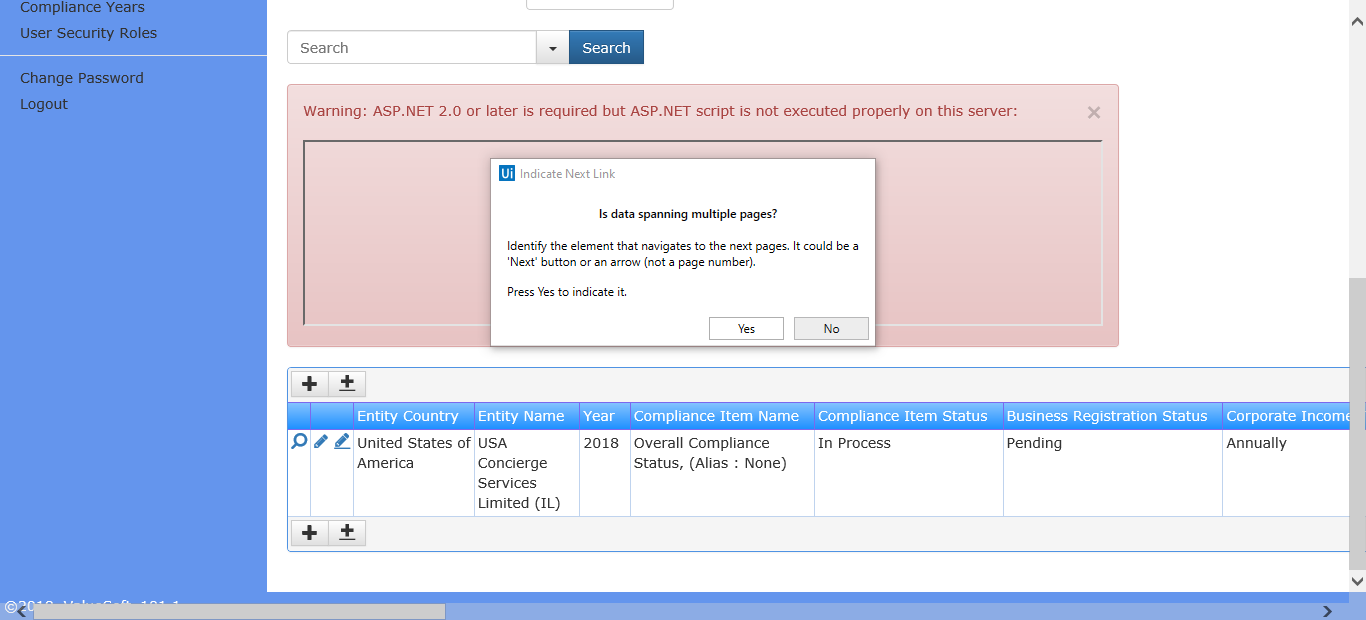 Compliance Years
User Security Roles
Change Password
Logout
Search
Search
Warning: ASP.NET 2.0 or later is required but ASP.NET script is not executed properly on this server:
×
Ui Indicate Next Link
Is data spanning multiple pages?
Identify the element that navigates to the next pages. It could be a
'Next' button or an arrow (not a page number).
Press Yes to indicate it.
Yes No
Entity Country Entity Name Year Compliance Item Name Compliance Item Status Business Registration Status Corporate Income
United States of USA 2018 Overall Compliance In Process Pending Annually
America Concierge Status, (Alias : None)
Services
Limited (IL)